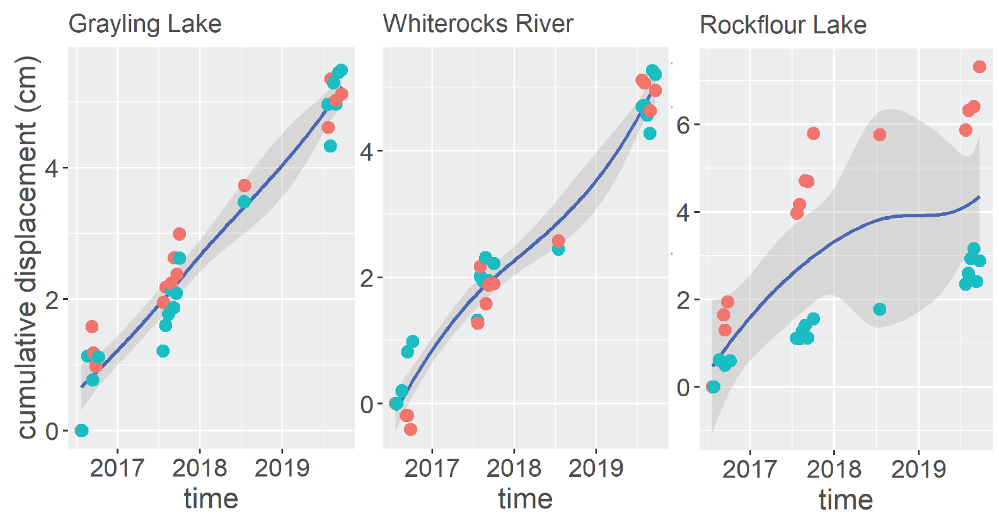 Grayling Lake
Whiterocks River
Rockflour Lake
cumulative displacement (cm)
4
2
0
2017 2018 2019
time
4
2
0
2017 2018 2019
time
6
4
2
0
2017 2018 2019
time